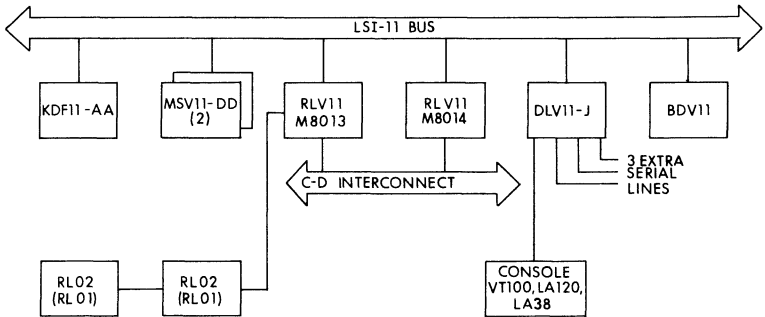 LSI-11 BUS
KDF11-AA
MSV11-DD
(2)
RLV11
M8013
RLV11
M8014
DLV11-J
BDV11
3 EXTRA
SERIAL
LINES
C-D INTERCONNECT
RL02
(RL01)
RL02
(RL01)
CONSOLE
VT100, LA120,
LA38